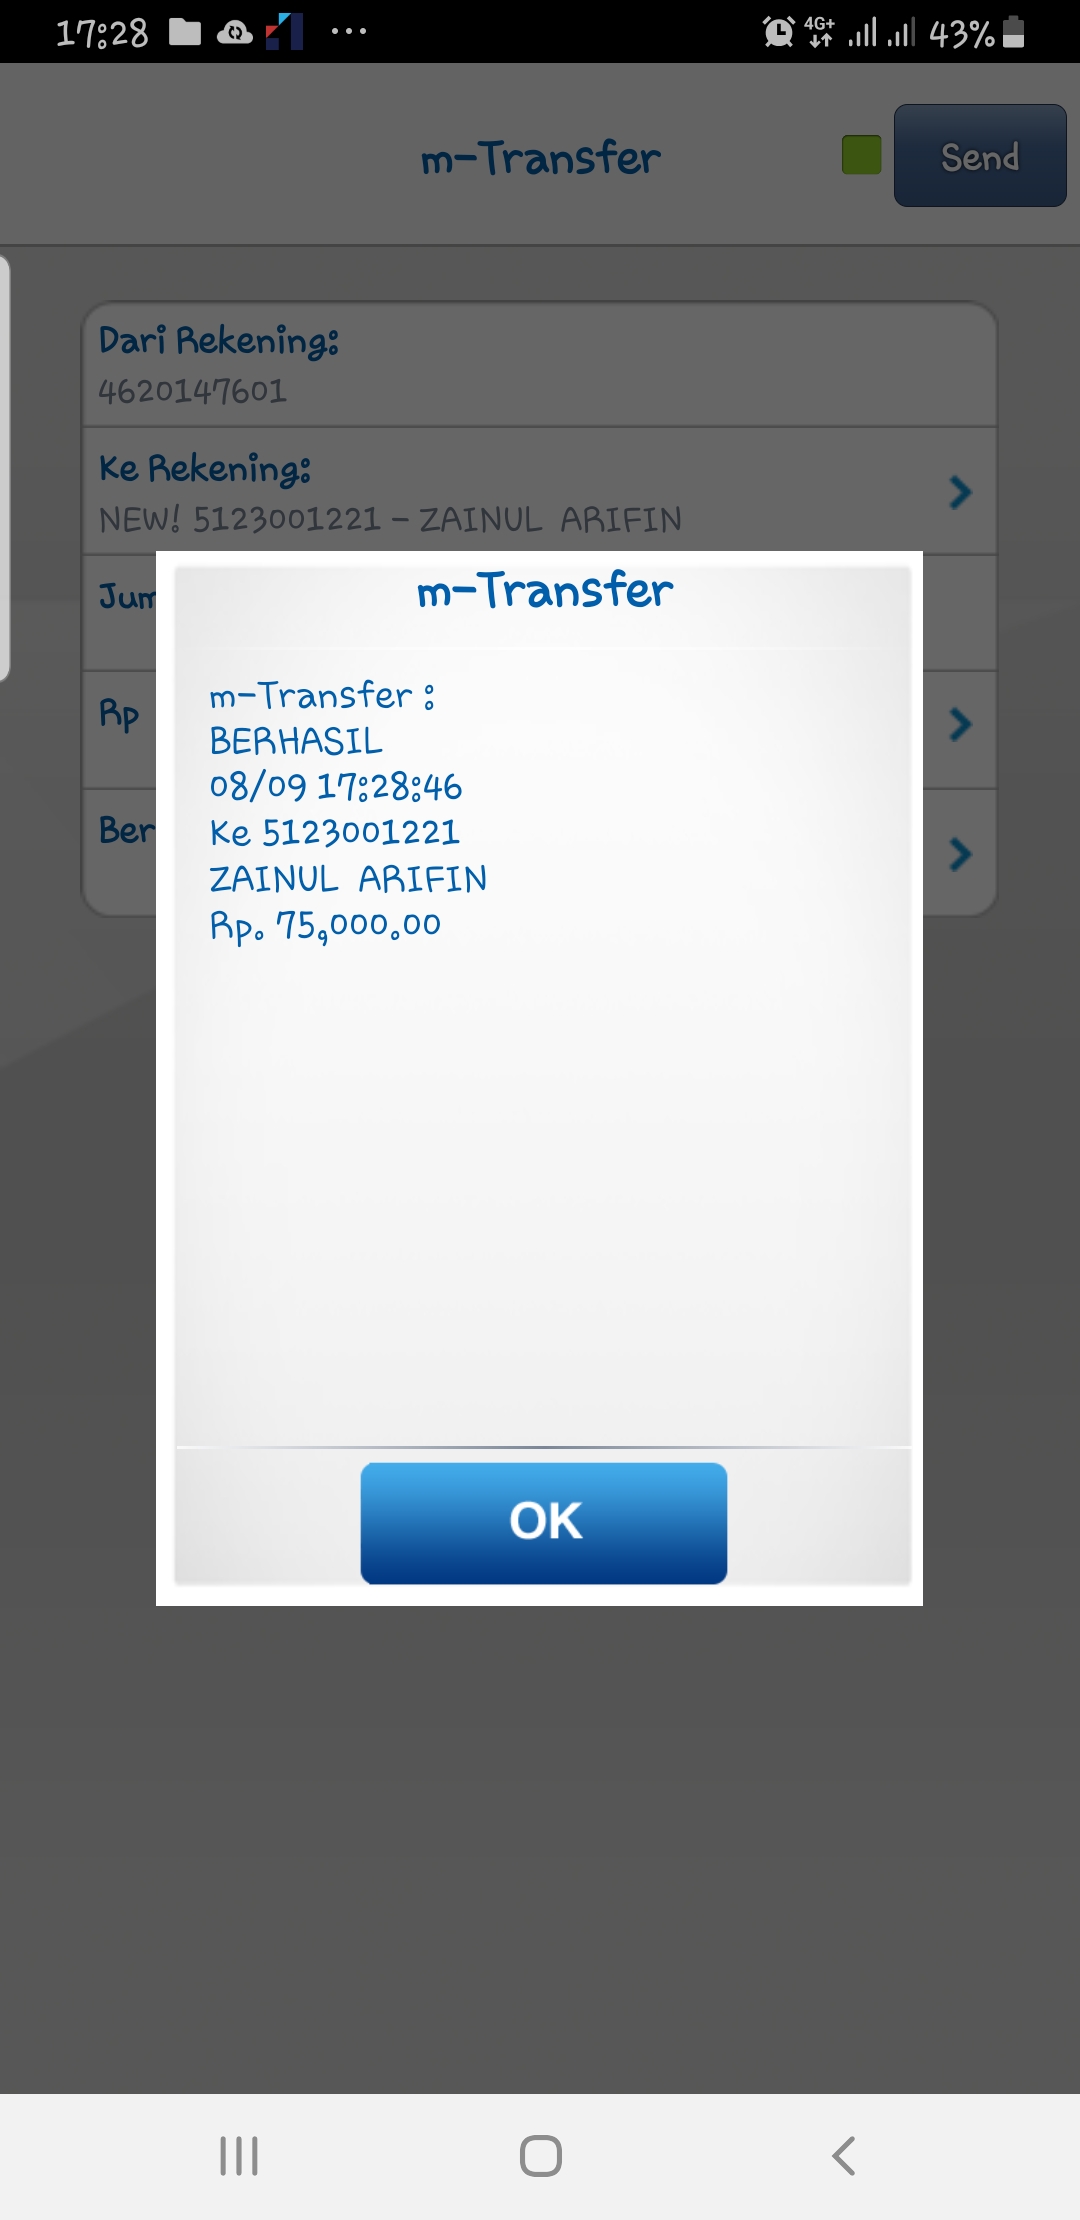 17:28 4G+ 43%
m-Transfer
Send
Dari Rekening:
4620147601
Ke Rekening:
NEW! 5123001221 - ZAINUL ARIFIN
Jum
Rp
Ber
m-Transfer
m-Transfer :
BERHASIL
08/09 17:28:46
Ke 5123001221
ZAINUL ARIFIN
Rp. 75,000.00
OK